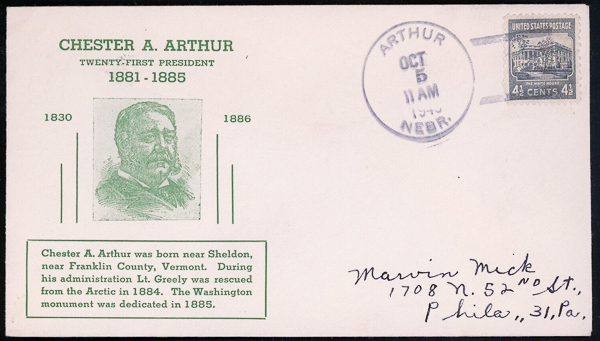 CHESTER A. ARTHUR
TWENTY-FIRST PRESIDENT
1881 - 1885
1830 1886
Chester A. Arthur was born near Sheldon,
near Franklin County, Vermont. During
his administration Lt. Greely was rescued
from the Arctic in 1884. The Washington
monument was dedicated in 1885.
ARTHUR
OCT
5
11 AM
NEBR.
UNITED STATES POSTAGE
THE WHITE HOUSE
4½ CENTS 4½
Marvin Mick
1708 N. 52ND St.,
Phila., 31, Pa.